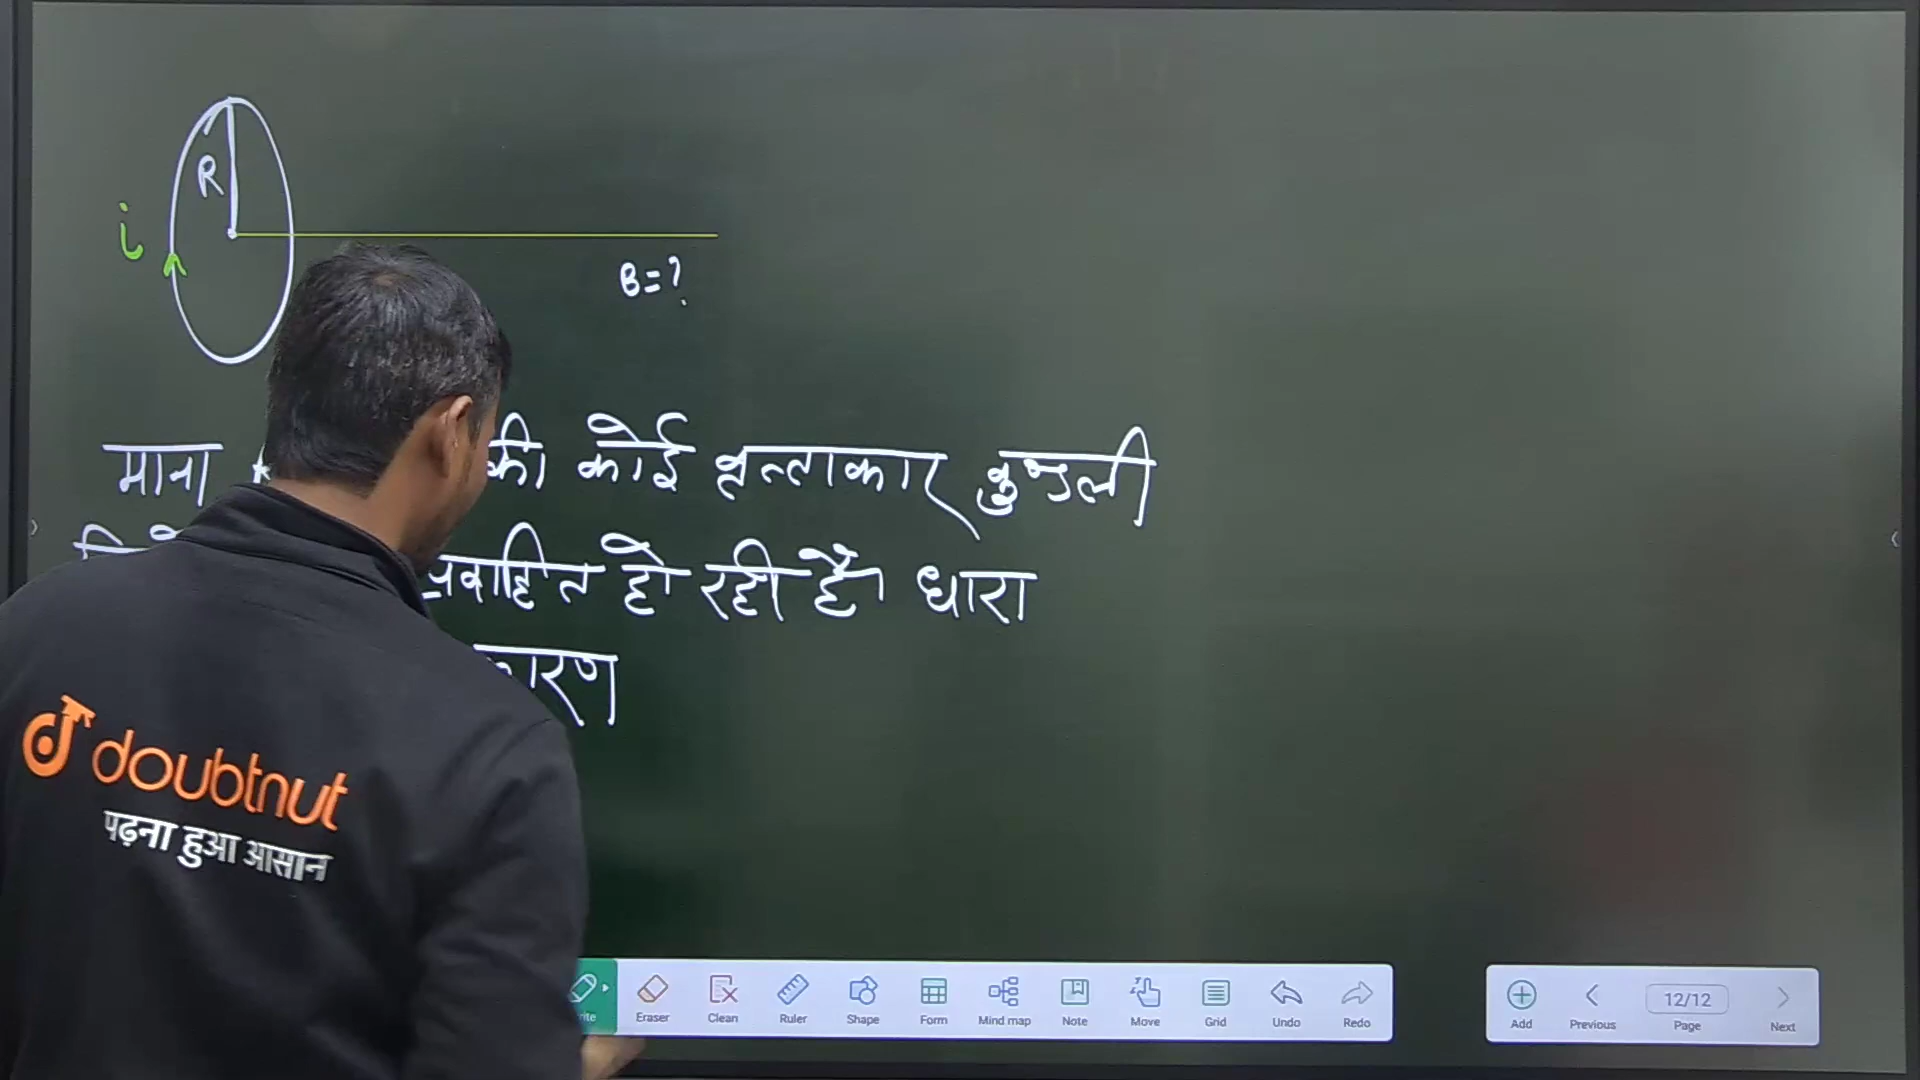 R
i
B=?
माना की कोई वृत्ताकार कुण्डली
प्रवाहित हो रही है। धारा
कारण
doubtnut
पढ़ना हुआ आसान
Eraser Clean Ruler Shape Form Mind map Note Move Grid Undo Redo
Add Previous 12/12 Page Next